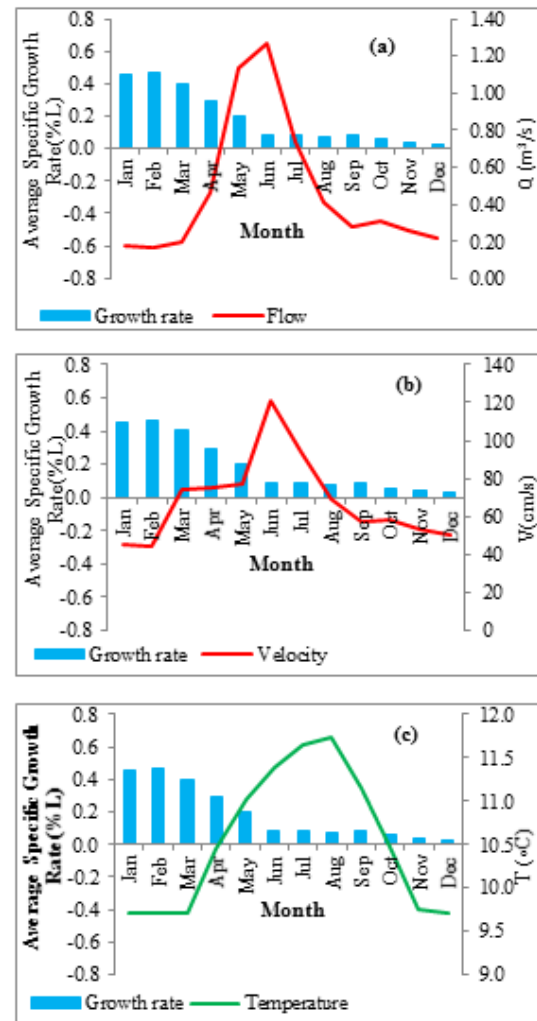 (a)
Average Specific Growth
Rate(%L)
0.8
0.6
0.4
0.2
0.0
-0.2
-0.4
-0.6
-0.8
1.40
1.20
1.00
0.80
0.60
0.40
0.20
0.00
Q (m³/s)
Jan Feb Mar Apr May Jun Jul Aug Sep Oct Nov Dec
Month
Growth rate Flow
(b)
Average Specific Growth
Rate(%L)
0.8
0.6
0.4
0.2
0.0
-0.2
-0.4
-0.6
-0.8
140
120
100
80
60
40
20
0
V(cm/s)
Jan Feb Mar Apr May Jun Jul Aug Sep Oct Nov Dec
Month
Growth rate Velocity
(c)
Average Specific Growth
Rate(%L)
0.8
0.6
0.4
0.2
0.0
-0.2
-0.4
-0.6
-0.8
12.0
11.5
11.0
10.5
10.0
9.5
9.0
T (°C)
Jan Feb Mar Apr May Jun Jul Aug Sep Oct Nov Dec
Month
Growth rate Temperature